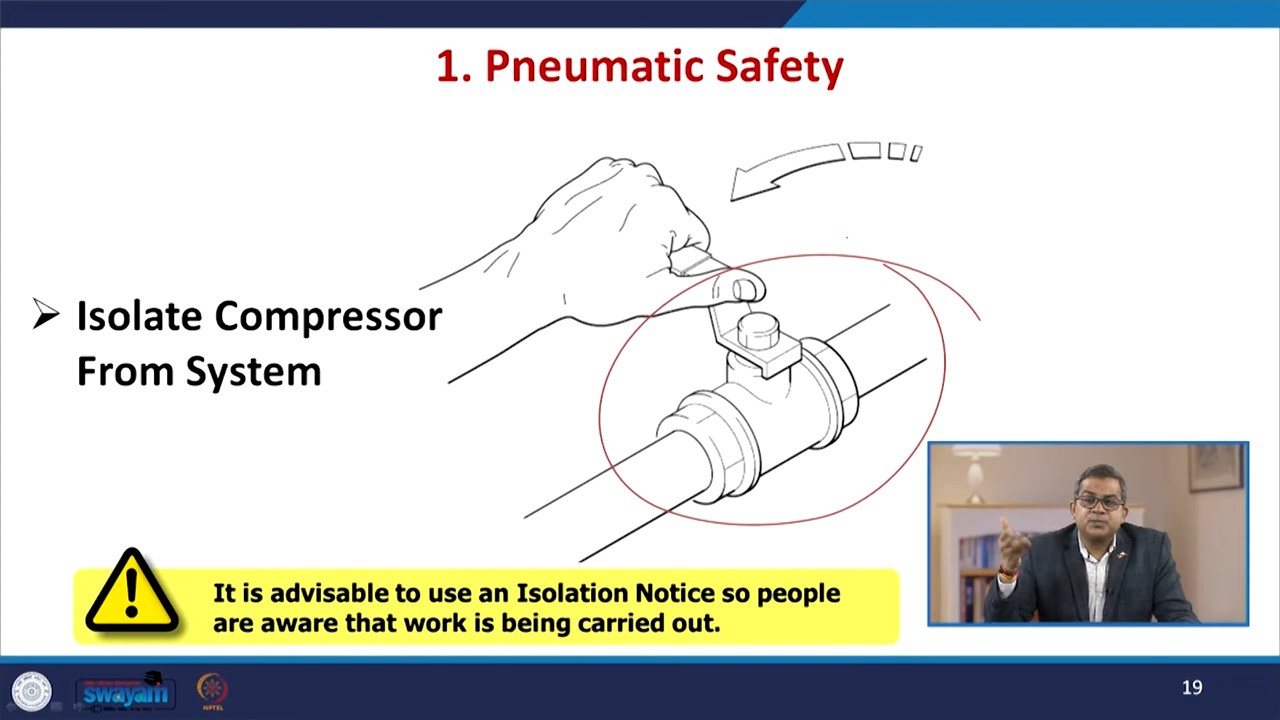 1. Pneumatic Safety
➢ Isolate Compressor
From System
It is advisable to use an Isolation Notice so people
are aware that work is being carried out.
swayam
NPTEL
19